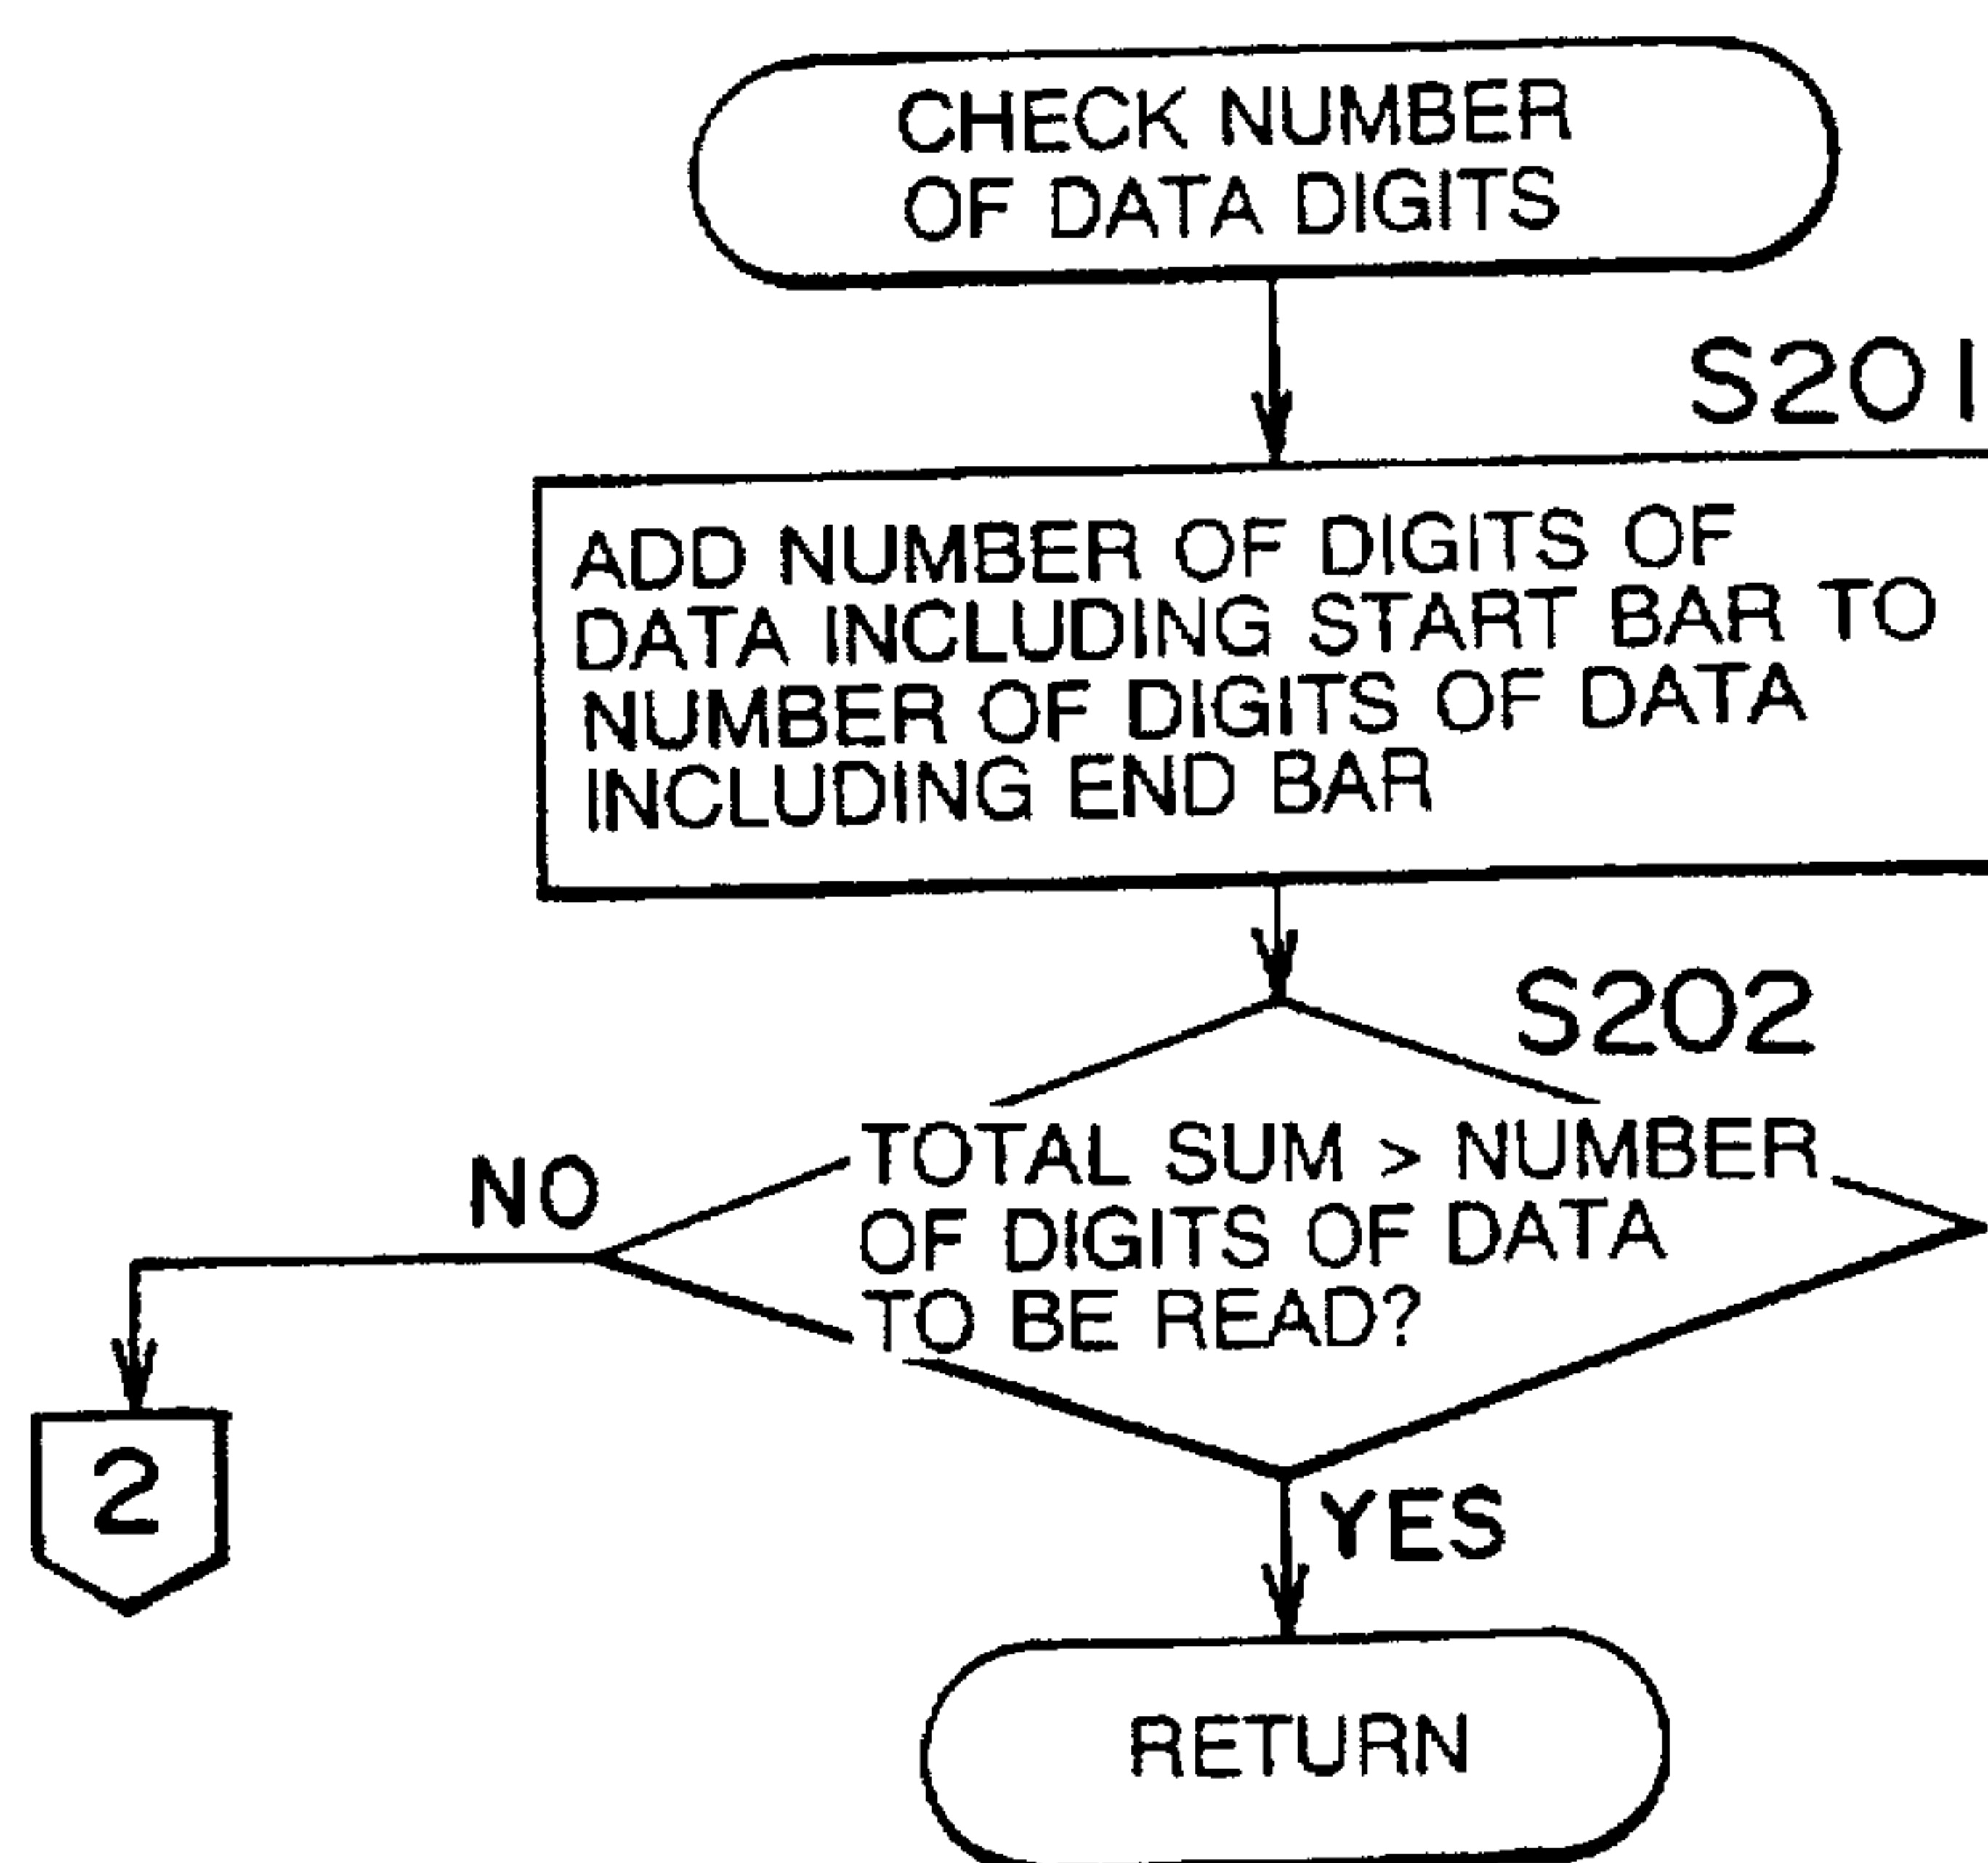 CHECK NUMBER
OF DATA DIGITS
S201
ADD NUMBER OF DIGITS OF
DATA INCLUDING START BAR TO
NUMBER OF DIGITS OF DATA
INCLUDING END BAR
S202
TOTAL SUM > NUMBER
OF DIGITS OF DATA
TO BE READ?
NO
2
YES
RETURN